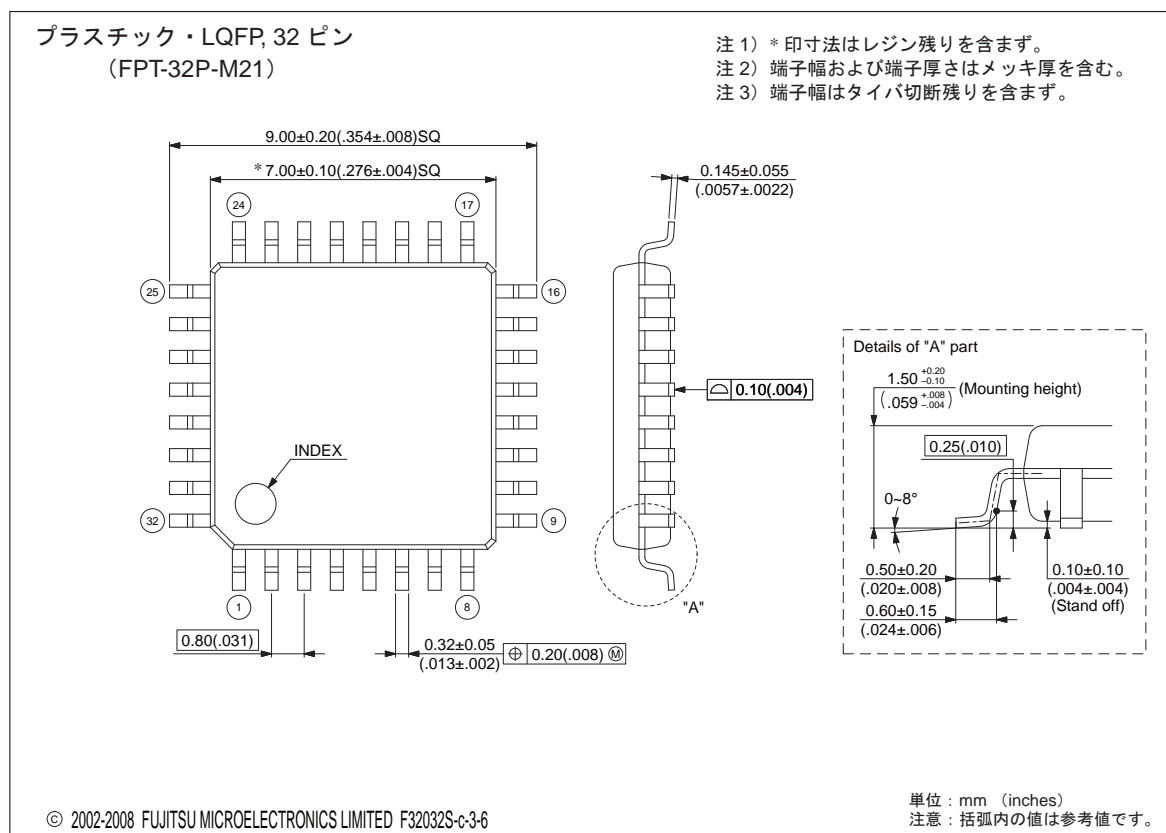 プラスチック・LQFP, 32 ピン
（FPT-32P-M21）
注 1）* 印寸法はレジン残りを含まず。
注 2）端子幅および端子厚さはメッキ厚を含む。
注 3）端子幅はタイバ切断残りを含まず。
9.00±0.20(.354±.008)SQ
*7.00±0.10(.276±.004)SQ
0.145±0.055
(.0057±.0022)
24
17
25
16
0.10(.004)
INDEX
32
9
1
8
"A"
0.80(.031)
0.32±0.05
(.013±.002)
⌖ 0.20(.008) Ⓜ
Details of "A" part
1.50 +0.20 −0.10 (Mounting height)
(.059 +.008 −.004)
0.25(.010)
0~8°
0.50±0.20
(.020±.008)
0.60±0.15
(.024±.006)
0.10±0.10
(.004±.004)
(Stand off)
© 2002-2008 FUJITSU MICROELECTRONICS LIMITED F32032S-c-3-6
単位：mm （inches）
注意：括弧内の値は参考値です。